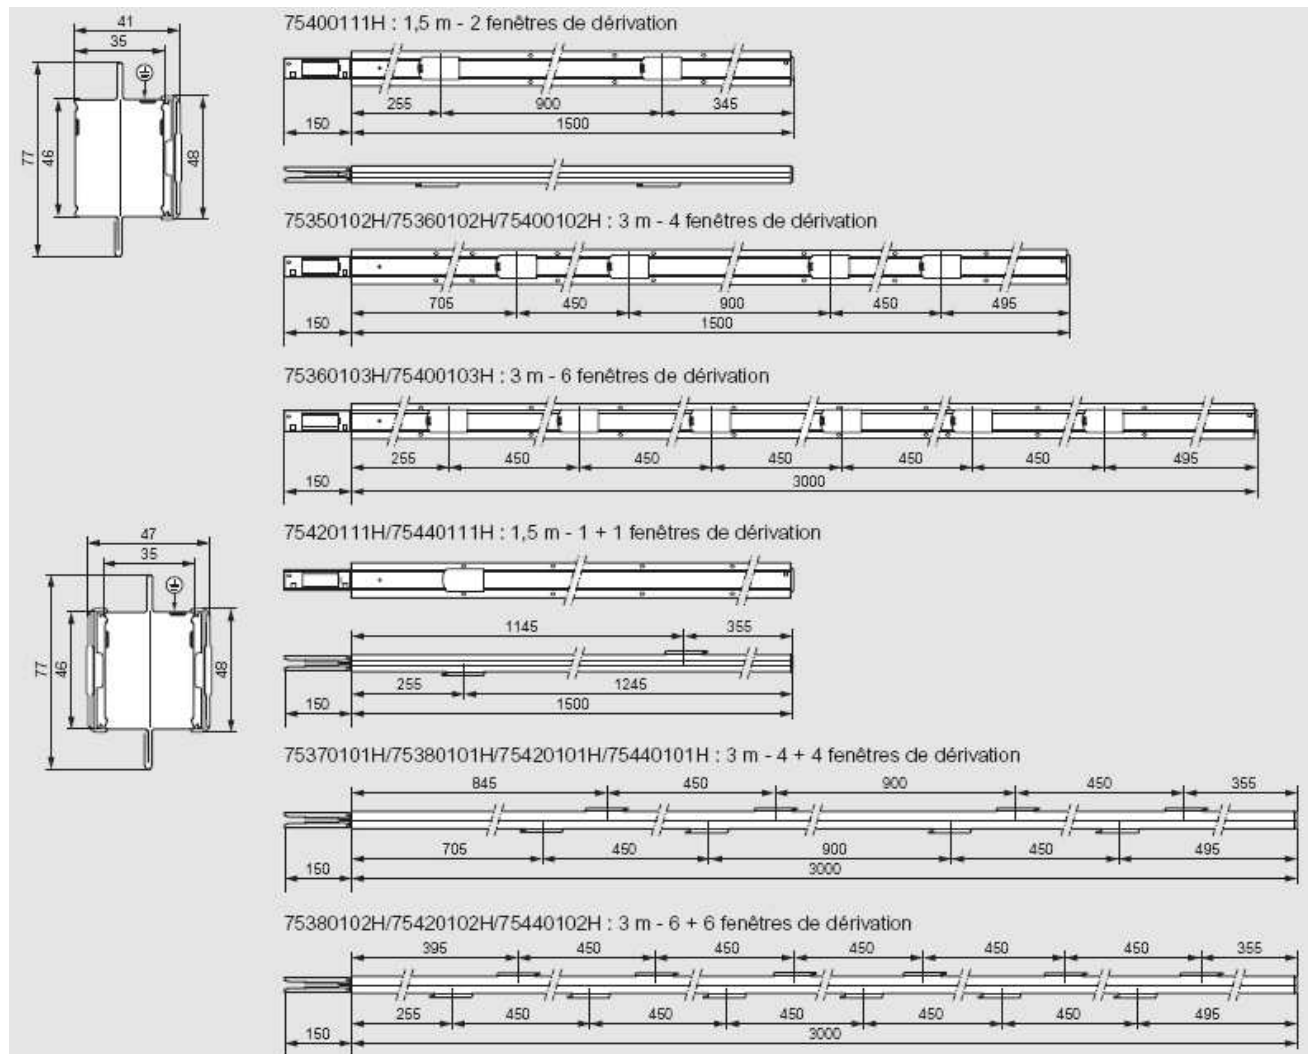 41
35
77
46
48
75400111H : 1,5 m - 2 fenêtres de dérivation
255 900 345
150 1500
75350102H/75360102H/75400102H : 3 m - 4 fenêtres de dérivation
705 450 900 450 495
150 1500
75360103H/75400103H : 3 m - 6 fenêtres de dérivation
255 450 450 450 450 450 495
150 3000
47
35
77
46
48
75420111H/75440111H : 1,5 m - 1 + 1 fenêtres de dérivation
1145 355
255 1245
150 1500
75370101H/75380101H/75420101H/75440101H : 3 m - 4 + 4 fenêtres de dérivation
845 450 900 450 355
705 450 900 450 495
150 3000
75380102H/75420102H/75440102H : 3 m - 6 + 6 fenêtres de dérivation
395 450 450 450 450 450 355
255 450 450 450 450 450 495
150 3000